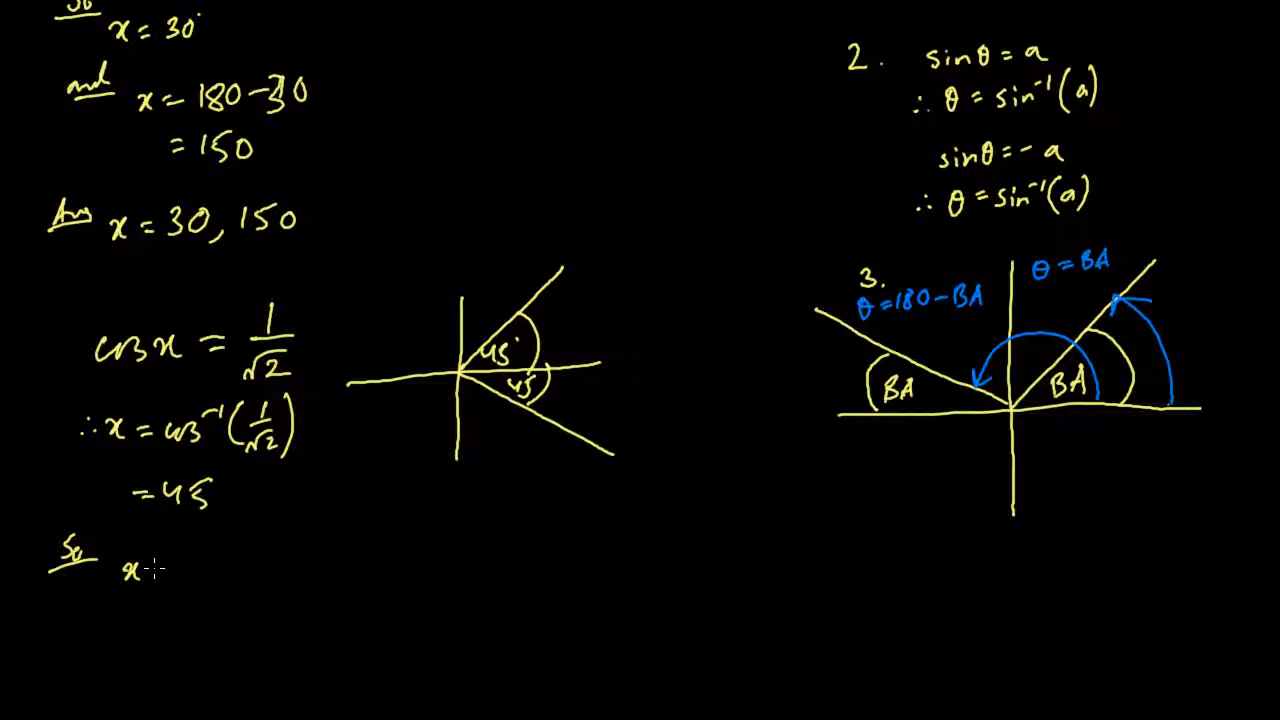 So
x = 30°
and x = 180 - 30
= 150
Ans x = 30, 150
cos x = 1/√2
∴ x = cos⁻¹(1/√2)
= 45
So x
45°
45
2. sinθ = a
∴ θ = sin⁻¹(a)
sinθ = - a
∴ θ = sin⁻¹(a)
3.
θ = BA
θ = 180 - BA
BA
BA